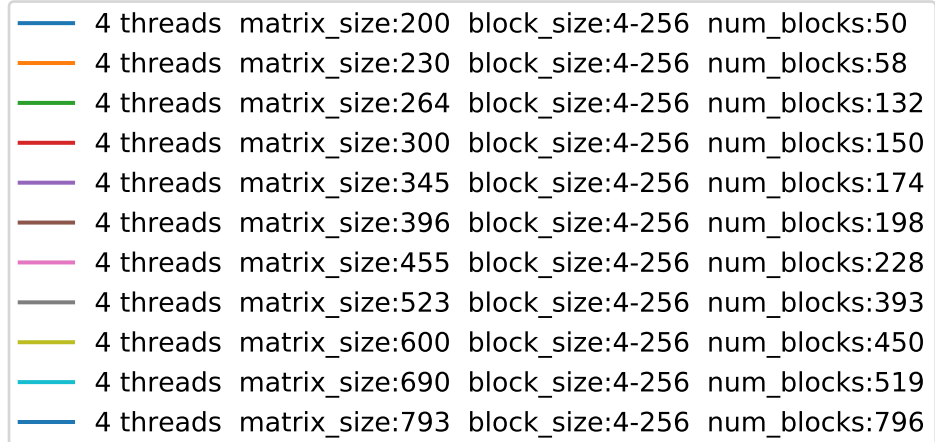 4 threads matrix_size:200 block_size:4-256 num_blocks:50
4 threads matrix_size:230 block_size:4-256 num_blocks:58
4 threads matrix_size:264 block_size:4-256 num_blocks:132
4 threads matrix_size:300 block_size:4-256 num_blocks:150
4 threads matrix_size:345 block_size:4-256 num_blocks:174
4 threads matrix_size:396 block_size:4-256 num_blocks:198
4 threads matrix_size:455 block_size:4-256 num_blocks:228
4 threads matrix_size:523 block_size:4-256 num_blocks:393
4 threads matrix_size:600 block_size:4-256 num_blocks:450
4 threads matrix_size:690 block_size:4-256 num_blocks:519
4 threads matrix_size:793 block_size:4-256 num_blocks:796